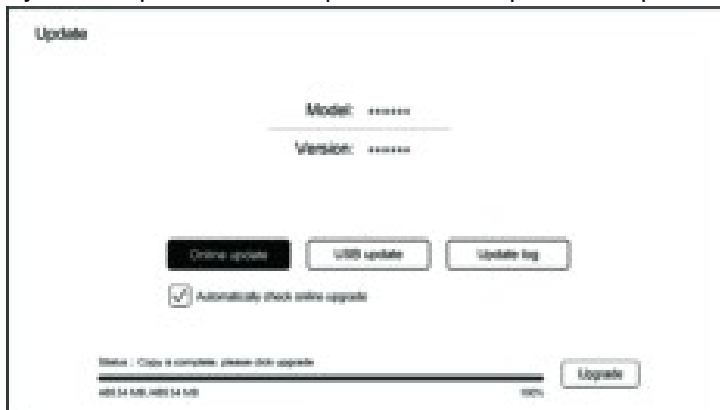 Update
Model: ******
Version: ******
Online update
USB update
Update log
Automatically check online upgrade
Status : Copy is complete, please click upgrade
Upgrade
100%